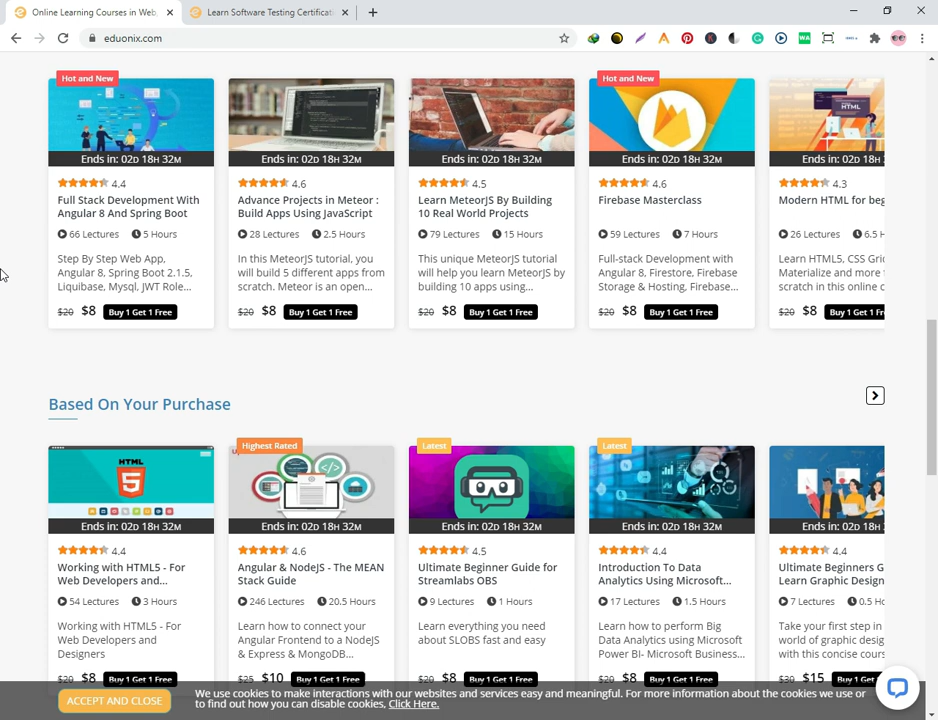 Online Learning Courses in Web
Learn Software Testing Certificati
eduonix.com
Hot and New
Hot and New
HTML
Ends in: 02D 18H 32M
Ends in: 02D 18H 32M
Ends in: 02D 18H 32M
Ends in: 02D 18H 32M
Ends in: 02D 18H
4.4
4.6
4.5
4.6
4.3
Full Stack Development With
Angular 8 And Spring Boot
Advance Projects in Meteor :
Build Apps Using JavaScript
Learn MeteorJS By Building
10 Real World Projects
Firebase Masterclass
Modern HTML for beg
66 Lectures 5 Hours
28 Lectures 2.5 Hours
79 Lectures 15 Hours
59 Lectures 7 Hours
26 Lectures 6.5 H
Step By Step Web App,
Angular 8, Spring Boot 2.1.5,
Liquibase, Mysql, JWT Role...
In this MeteorJS tutorial, you
will build 5 different apps from
scratch. Meteor is an open...
This unique MeteorJS tutorial
will help you learn MeteorJS by
building 10 apps using...
Full-stack Development with
Angular 8, Firestore, Firebase
Storage & Hosting, Firebase...
Learn HTML5, CSS Grid
Materialize and more f
scratch in this online c
$20 $8 Buy 1 Get 1 Free
$20 $8 Buy 1 Get 1 Free
$20 $8 Buy 1 Get 1 Free
$20 $8 Buy 1 Get 1 Free
$20 $8 Buy 1 Get 1 Fr
Based On Your Purchase
Highest Rated
Latest
Latest
HTML
5
Ends in: 02D 18H 32M
Ends in: 02D 18H 32M
Ends in: 02D 18H 32M
Ends in: 02D 18H 32M
Ends in: 02D 18H
4.4
4.6
4.5
4.4
4.4
Working with HTML5 - For
Web Developers and...
Angular & NodeJS - The MEAN
Stack Guide
Ultimate Beginner Guide for
Streamlabs OBS
Introduction To Data
Analytics Using Microsoft...
Ultimate Beginners G
Learn Graphic Design
54 Lectures 3 Hours
246 Lectures 20.5 Hours
9 Lectures 1 Hours
17 Lectures 1.5 Hours
7 Lectures 0.5 Ho
Working with HTML5 - For
Web Developers and
Designers
Learn how to connect your
Angular Frontend to a NodeJS
& Express & MongoDB...
Learn everything you need
about SLOBS fast and easy
Learn how to perform Big
Data Analytics using Microsoft
Power BI- Microsoft Business...
Take your first step in
world of graphic desig
with this concise cours
$20 $8 Buy 1 Get 1 Free
$25 $10 Buy 1 Get 1 Free
$20 $8 Buy 1 Get 1 Free
$20 $8 Buy 1 Get 1 Free
$30 $15 Buy 1 Get 1 Fr
ACCEPT AND CLOSE
We use cookies to make interactions with our websites and services easy and meaningful. For more information about the cookies we use or
to find out how you can disable cookies, Click Here.